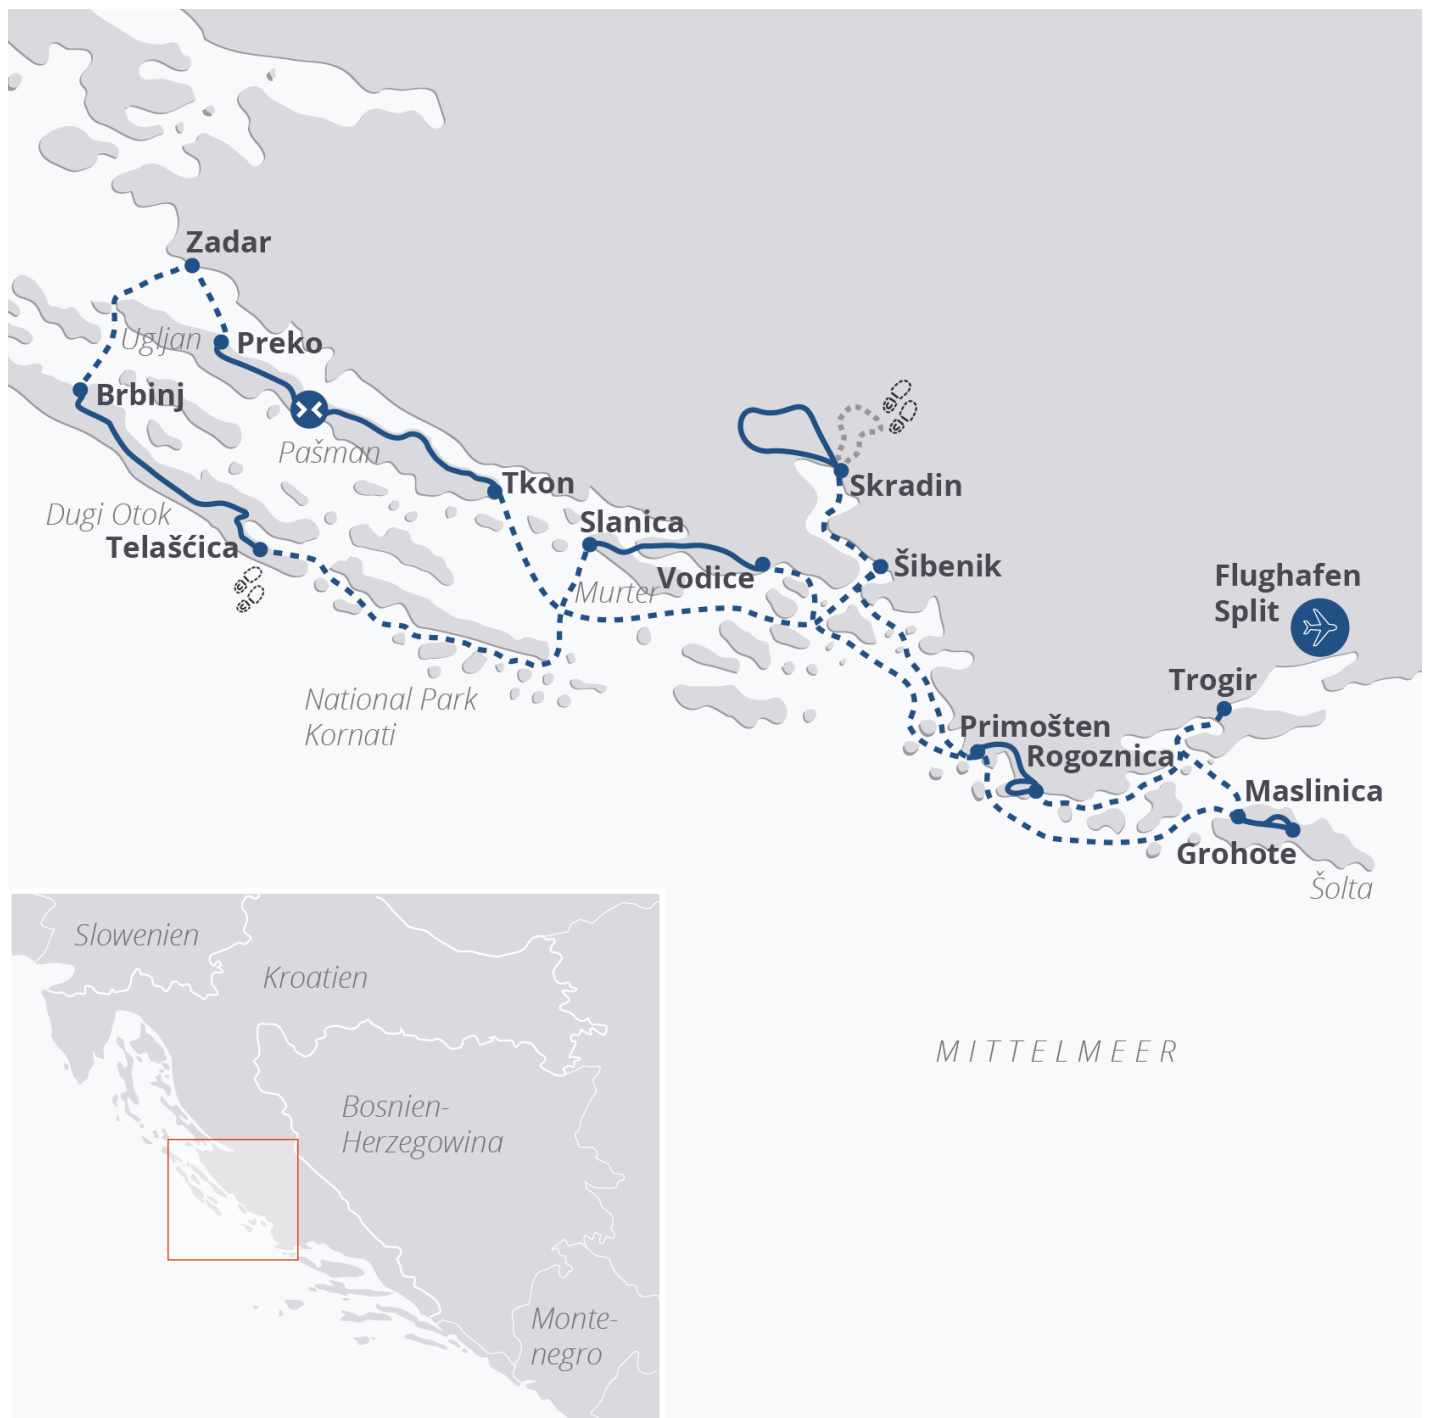 Zadar
Ugljan
Preko
Brbinj
Pašman
Tkon
Skradin
Dugi Otok
Slanica
Telašćica
Vodice
Murter
Šibenik
Flughafen
Split
National Park
Kornati
Trogir
Primošten
Rogoznica
Maslinica
Grohote
Šolta
Slowenien
Kroatien
MITTELMEER
Bosnien-
Herzegowina
Monte-
negro